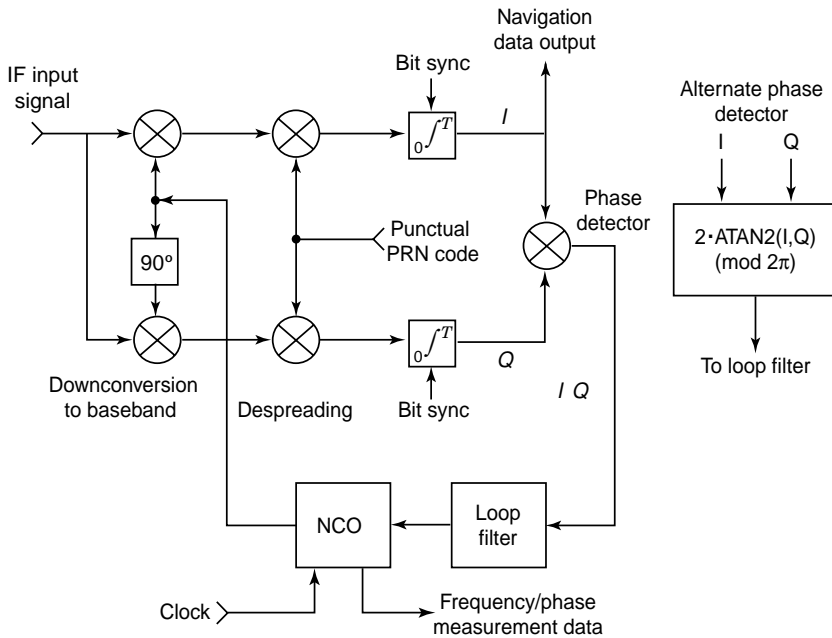 Navigation
data output
IF input
signal
Bit sync
Alternate phase
detector
I
Q
I
0∫T
Phase
detector
Punctual
PRN code
2·ATAN2(I,Q)
(mod 2π)
90º
0∫T
Q
To loop filter
Downconversion
to baseband
Despreading
Bit sync
I Q
NCO
Loop
filter
Clock
Frequency/phase
measurement data